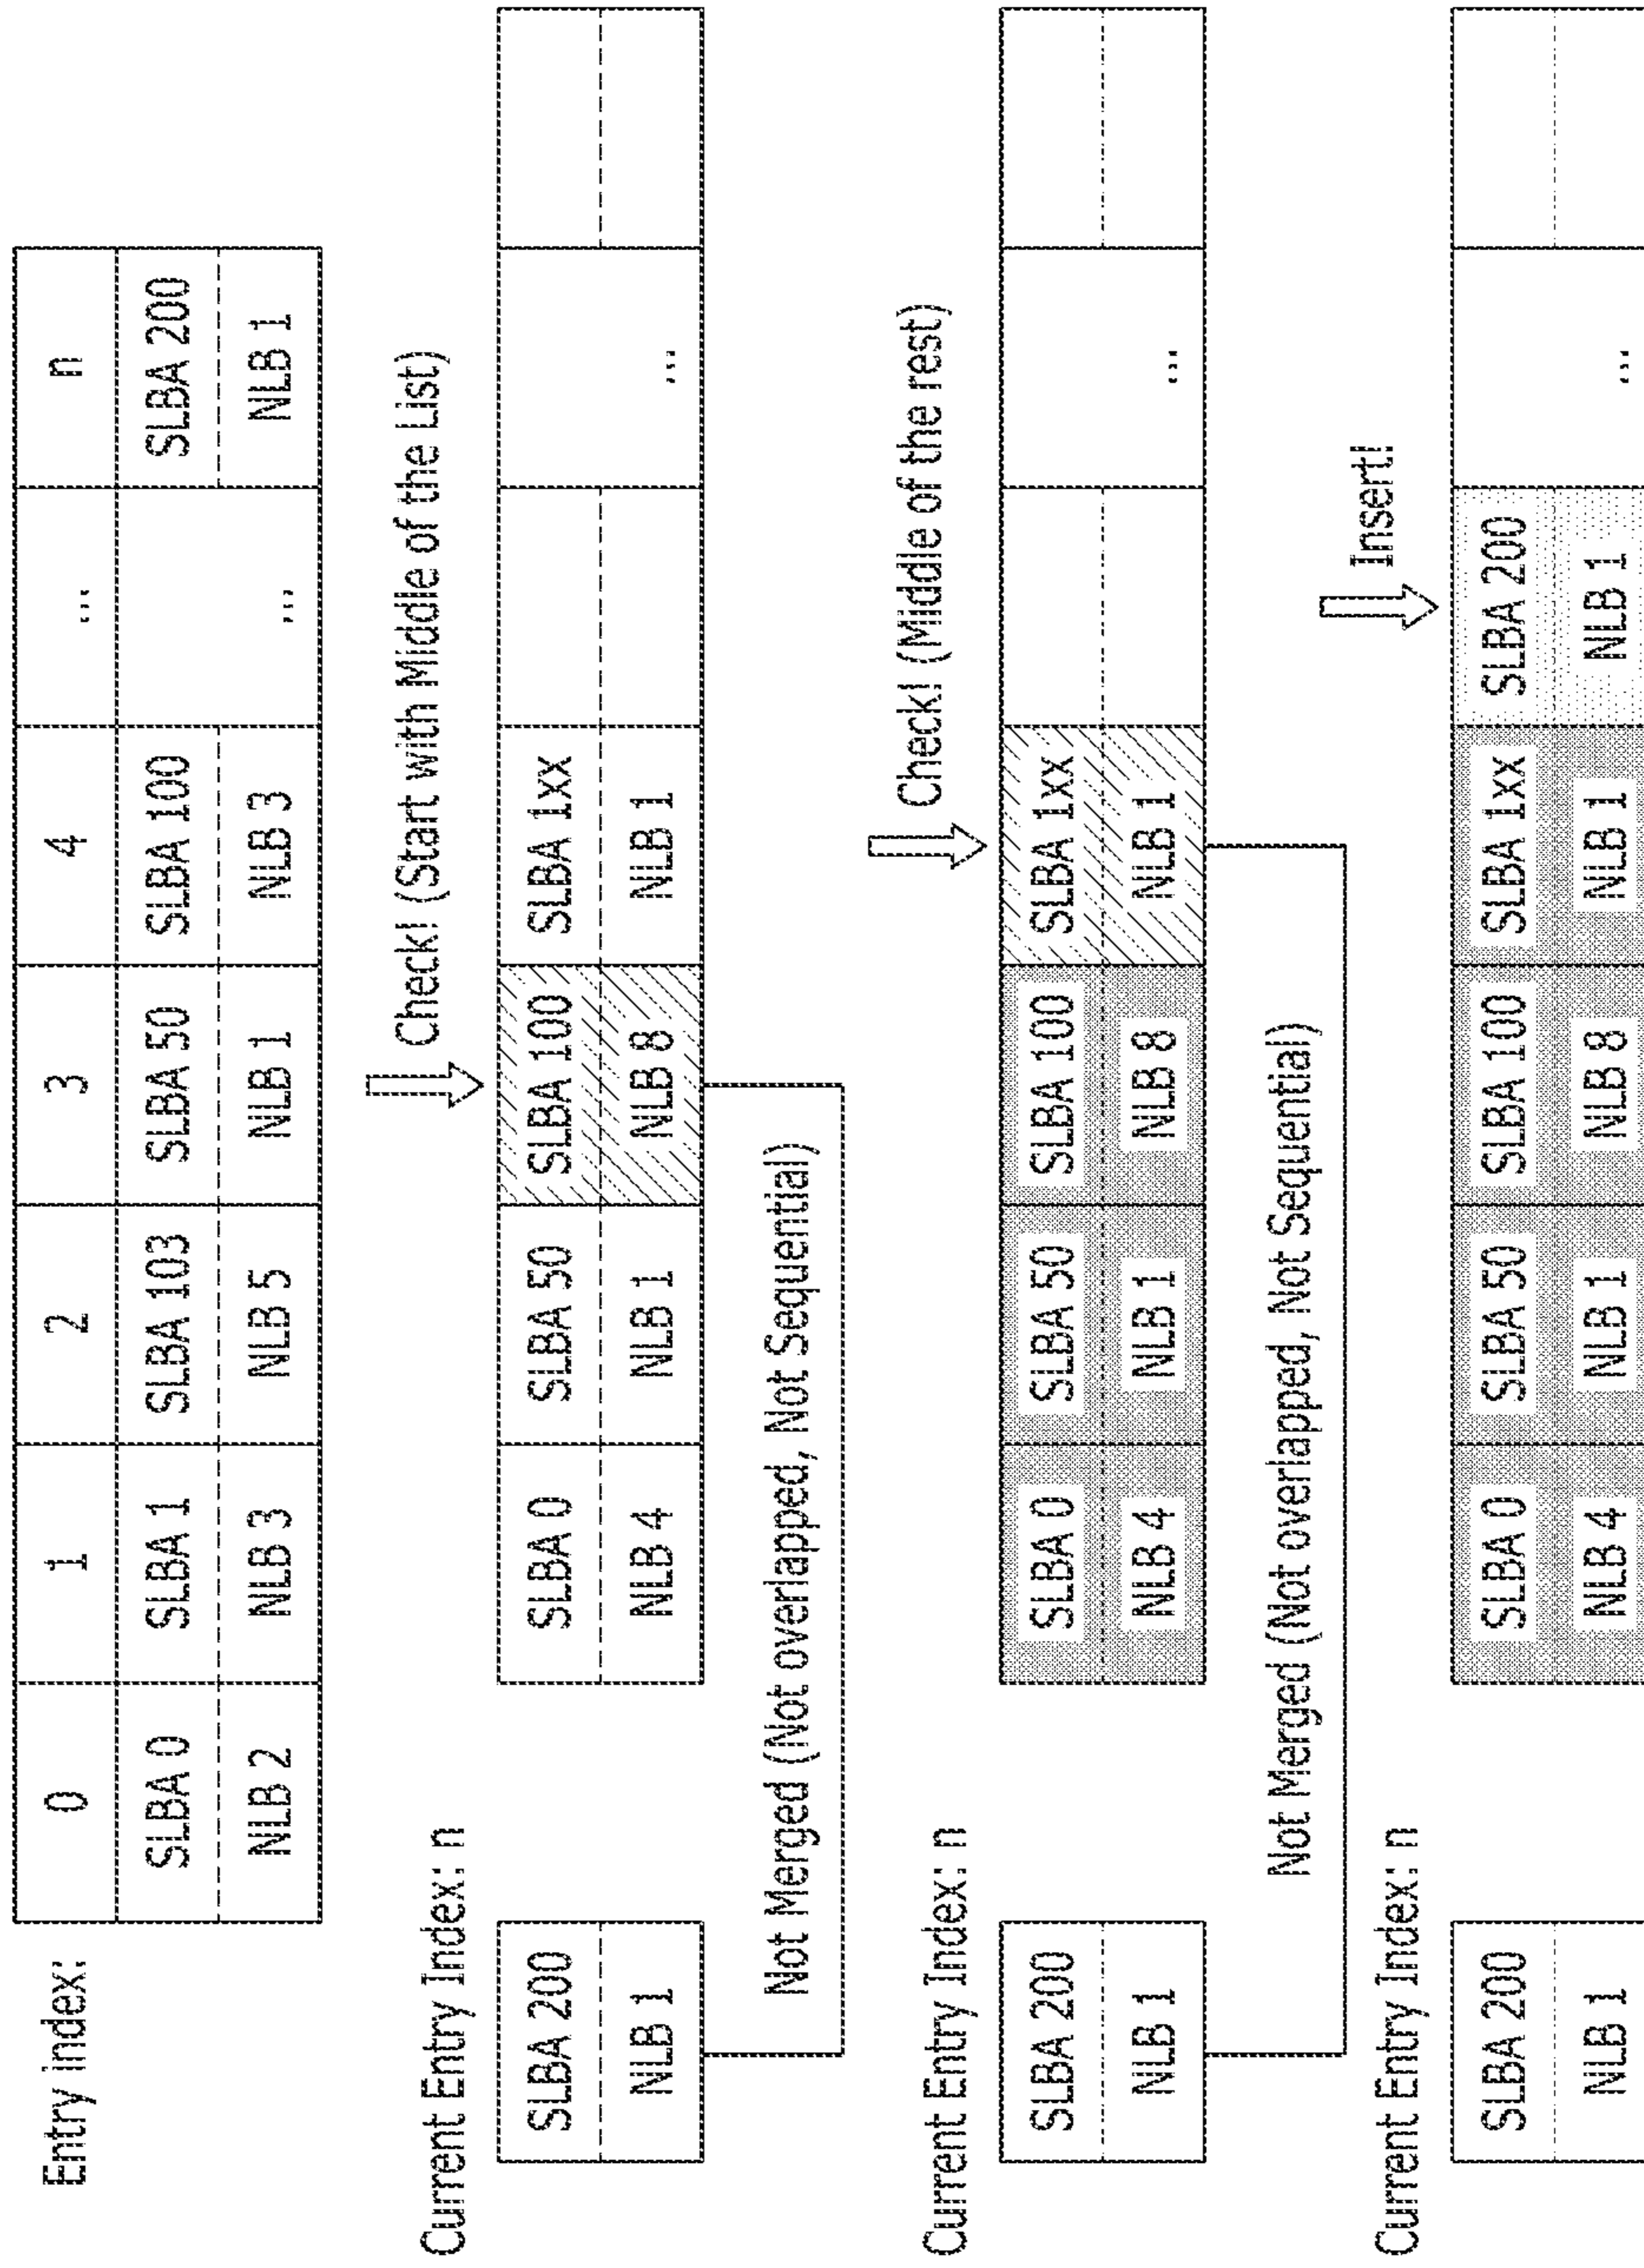 Entry index: 0 1 2 3 4 ... n
SLBA 0 SLBA 1 SLBA 103 SLBA 50 SLBA 100 ... SLBA 200
NLB 2 NLB 3 NLB 5 NLB 1 NLB 3 NLB 1
Check! (Start with Middle of the List)
Current Entry Index: n
SLBA 200 SLBA 0 SLBA 50 SLBA 100 SLBA 1xx ...
NLB 1 NLB 4 NLB 1 NLB 8 NLB 1
Not Merged (Not overlapped, Not Sequential)
Check! (Middle of the rest)
Current Entry Index: n
SLBA 200 SLBA 0 SLBA 50 SLBA 100 SLBA 1xx ...
NLB 1 NLB 4 NLB 1 NLB 8 NLB 1
Not Merged (Not overlapped, Not Sequential)
Insert!
Current Entry Index: n
SLBA 200 SLBA 0 SLBA 50 SLBA 100 SLBA 1xx SLBA 200 ...
NLB 1 NLB 4 NLB 1 NLB 8 NLB 1 NLB 1